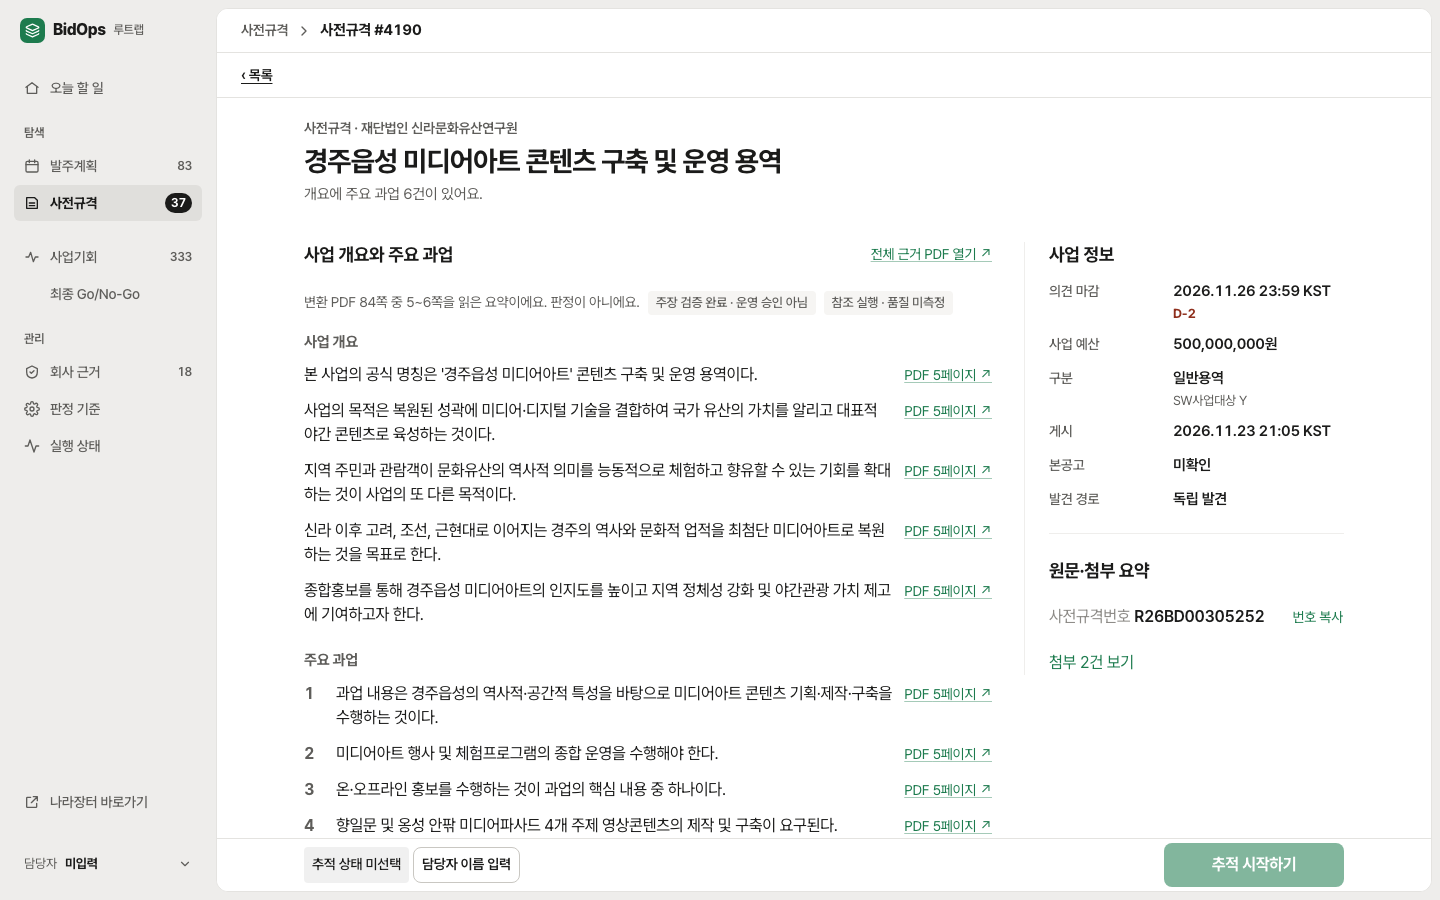 BidOps 루트랩
오늘 할 일
탐색
발주계획 83
사전규격 37
사업기회 333
최종 Go/No-Go
관리
회사 근거 18
판정 기준
실행 상태
나라장터 바로가기
담당자 미입력
사전규격 > 사전규격 #4190
‹ 목록
사전규격 · 재단법인 신라문화유산연구원
경주읍성 미디어아트 콘텐츠 구축 및 운영 용역
개요에 주요 과업 6건이 있어요.
사업 개요와 주요 과업 전체 근거 PDF 열기 ↗
변환 PDF 84쪽 중 5~6쪽을 읽은 요약이에요. 판정이 아니에요. 주장 검증 완료 · 운영 승인 아님 참조 실행 · 품질 미측정
사업 개요
본 사업의 공식 명칭은 '경주읍성 미디어아트' 콘텐츠 구축 및 운영 용역이다. PDF 5페이지 ↗
사업의 목적은 복원된 성곽에 미디어·디지털 기술을 결합하여 국가 유산의 가치를 알리고 대표적 PDF 5페이지 ↗
야간 콘텐츠로 육성하는 것이다.
지역 주민과 관람객이 문화유산의 역사적 의미를 능동적으로 체험하고 향유할 수 있는 기회를 확대 PDF 5페이지 ↗
하는 것이 사업의 또 다른 목적이다.
신라 이후 고려, 조선, 근현대로 이어지는 경주의 역사와 문화적 업적을 최첨단 미디어아트로 복원 PDF 5페이지 ↗
하는 것을 목표로 한다.
종합홍보를 통해 경주읍성 미디어아트의 인지도를 높이고 지역 정체성 강화 및 야간관광 가치 제고 PDF 5페이지 ↗
에 기여하고자 한다.
주요 과업
1 과업 내용은 경주읍성의 역사적·공간적 특성을 바탕으로 미디어아트 콘텐츠 기획·제작·구축을 PDF 5페이지 ↗
수행하는 것이다.
2 미디어아트 행사 및 체험프로그램의 종합 운영을 수행해야 한다. PDF 5페이지 ↗
3 온·오프라인 홍보를 수행하는 것이 과업의 핵심 내용 중 하나이다. PDF 5페이지 ↗
4 향일문 및 옹성 안팎 미디어파사드 4개 주제 영상콘텐츠의 제작 및 구축이 요구된다. PDF 5페이지 ↗
사업 정보
의견 마감 2026.11.26 23:59 KST
D-2
사업 예산 500,000,000원
구분 일반용역
SW사업대상 Y
게시 2026.11.23 21:05 KST
본공고 미확인
발견 경로 독립 발견
원문·첨부 요약
사전규격번호 R26BD00305252 번호 복사
첨부 2건 보기
추적 상태 미선택 담당자 이름 입력 추적 시작하기